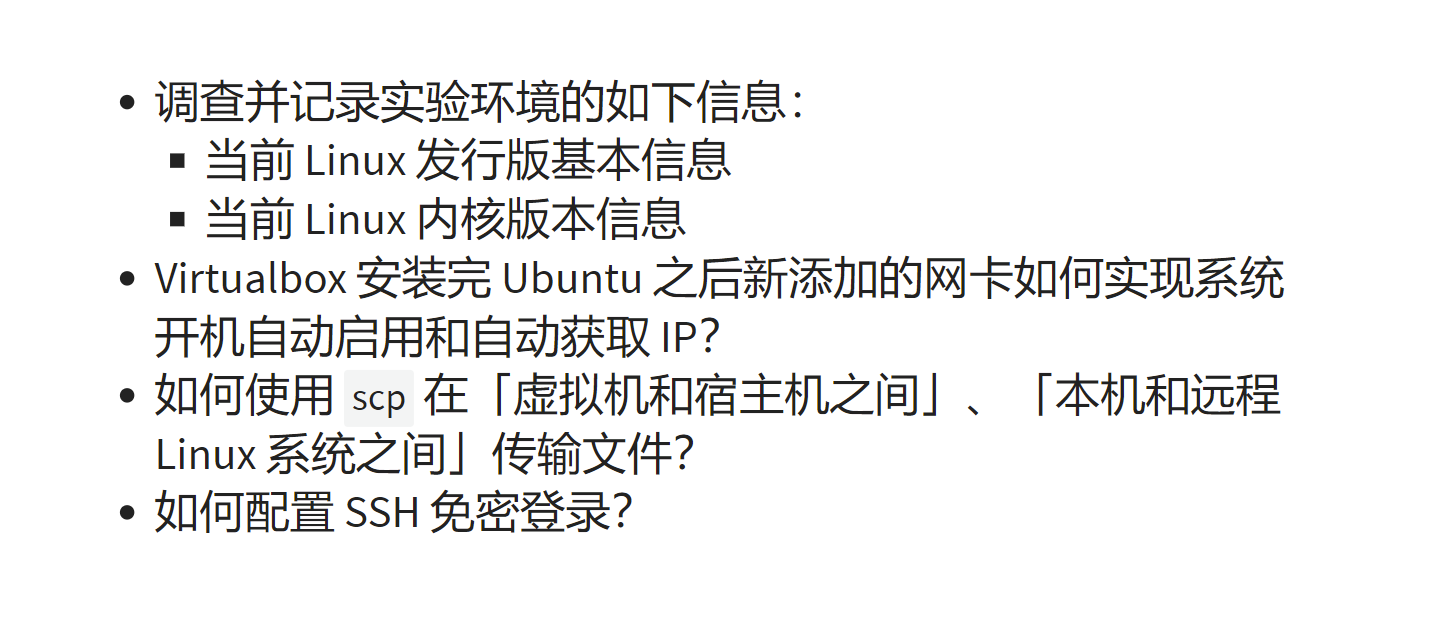 调查并记录实验环境的如下信息：
当前 Linux 发行版基本信息
当前 Linux 内核版本信息
Virtualbox 安装完 Ubuntu 之后新添加的网卡如何实现系统
开机自动启用和自动获取 IP？
如何使用 scp 在「虚拟机和宿主机之间」、「本机和远程
Linux 系统之间」传输文件？
如何配置 SSH 免密登录？